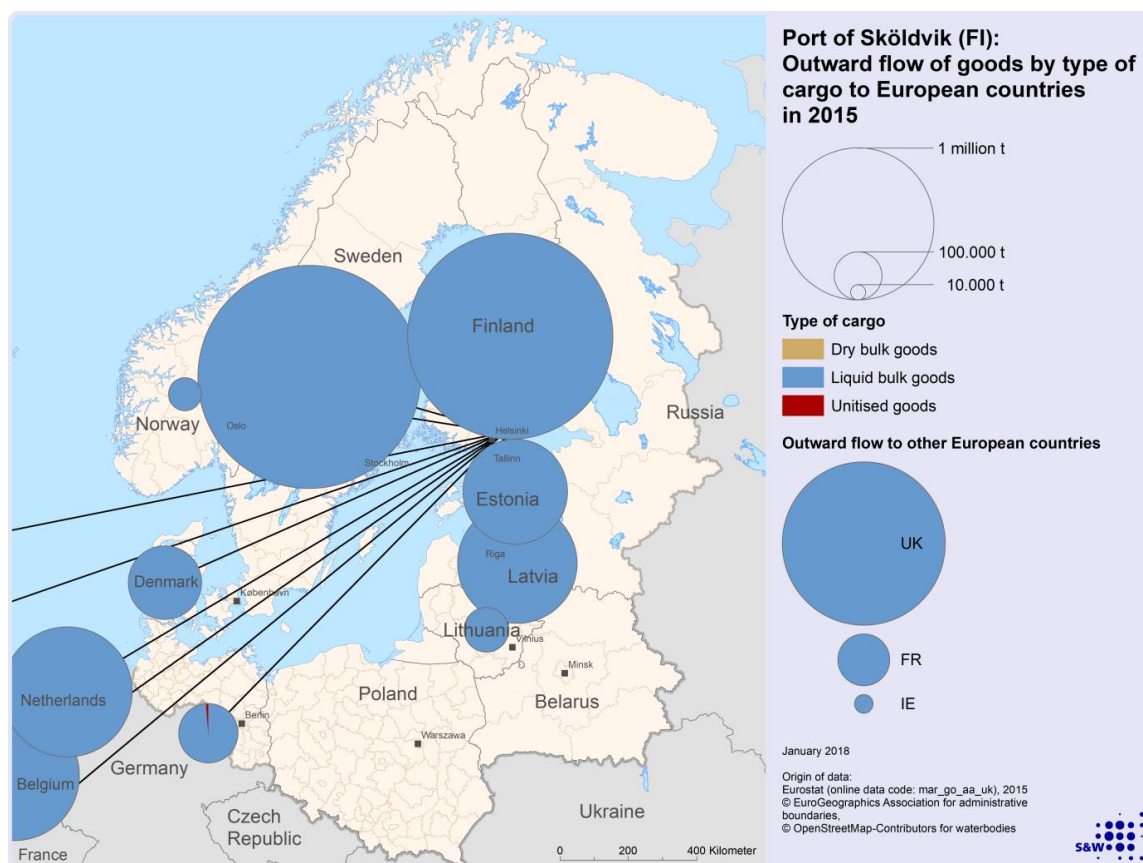 Port of Sköldvik (FI):
Outward flow of goods by type of
cargo to European countries
in 2015
1 million t
100.000 t
10.000 t
Type of cargo
Dry bulk goods
Liquid bulk goods
Unitised goods
Outward flow to other European countries
UK
FR
IE
January 2018
Origin of data:
Eurostat (online data code: mar_go_aa_uk), 2015
© EuroGeographics Association for administrative
boundaries,
© OpenStreetMap-Contributors for waterbodies
S&W
Sweden
Finland
Norway
Oslo
Stockholm
Helsinki
Tallinn
Russia
Estonia
Riga
Latvia
Denmark
København
Lithuania
Vilnius
Minsk
Belarus
Netherlands
Poland
Berlin
Warszawa
Belgium
Germany
Czech
Republic
Ukraine
France
0 200 400 Kilometer